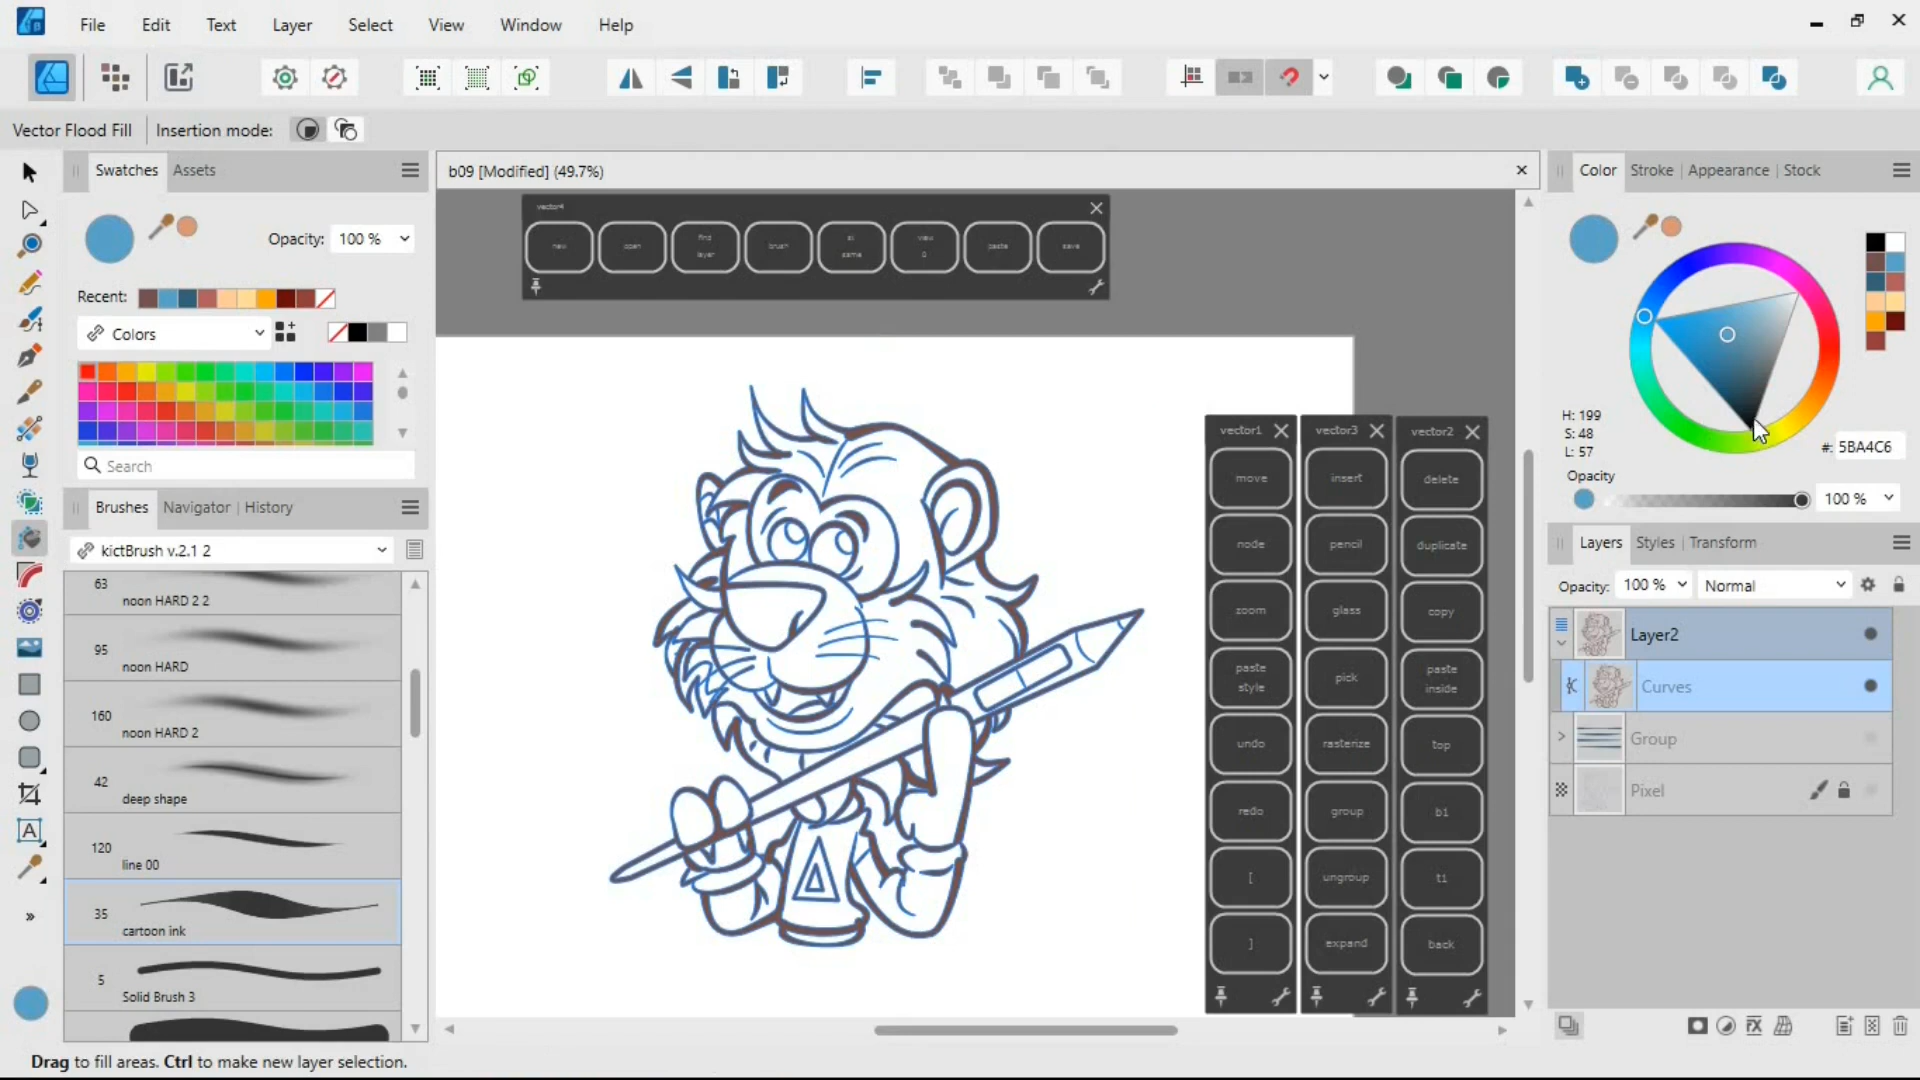 File Edit Text Layer Select View Window Help
Vector Flood Fill Insertion mode:
Swatches Assets
Opacity: 100 %
Recent:
Colors
Search
Brushes Navigator History
kictBrush v.2.1 2
63 noon HARD 2 2
95 noon HARD
160 noon HARD 2
42 deep shape
120 line 00
35 cartoon ink
5 Solid Brush 3
b09 [Modified] (49.7%)
vector4
new open find layer brush st same view 0 paste save
vector1 vector3 vector2
move insert delete
node pencil duplicate
zoom glass copy
paste style pick paste inside
undo rasterize top
redo group b1
[ ungroup t1
] expand back
Color Stroke Appearance Stock
H: 199
S: 48
L: 57
#: 5BA4C6
Opacity
100 %
Layers Styles Transform
Opacity: 100 % Normal
Layer2
Curves
Group
Pixel
Drag to fill areas. Ctrl to make new layer selection.